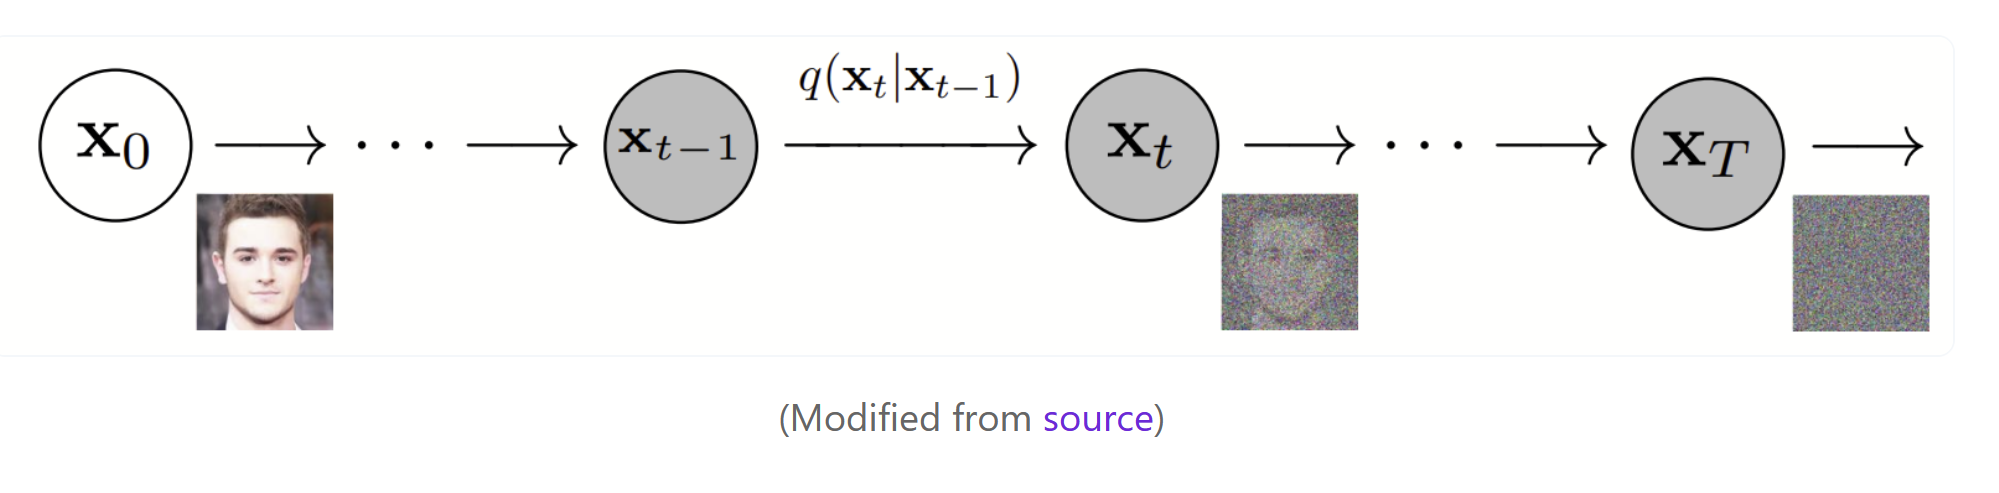 q(x_t|x_{t-1})
x_0 → ··· → x_{t-1} → x_t → ··· → x_T →
(Modified from source)